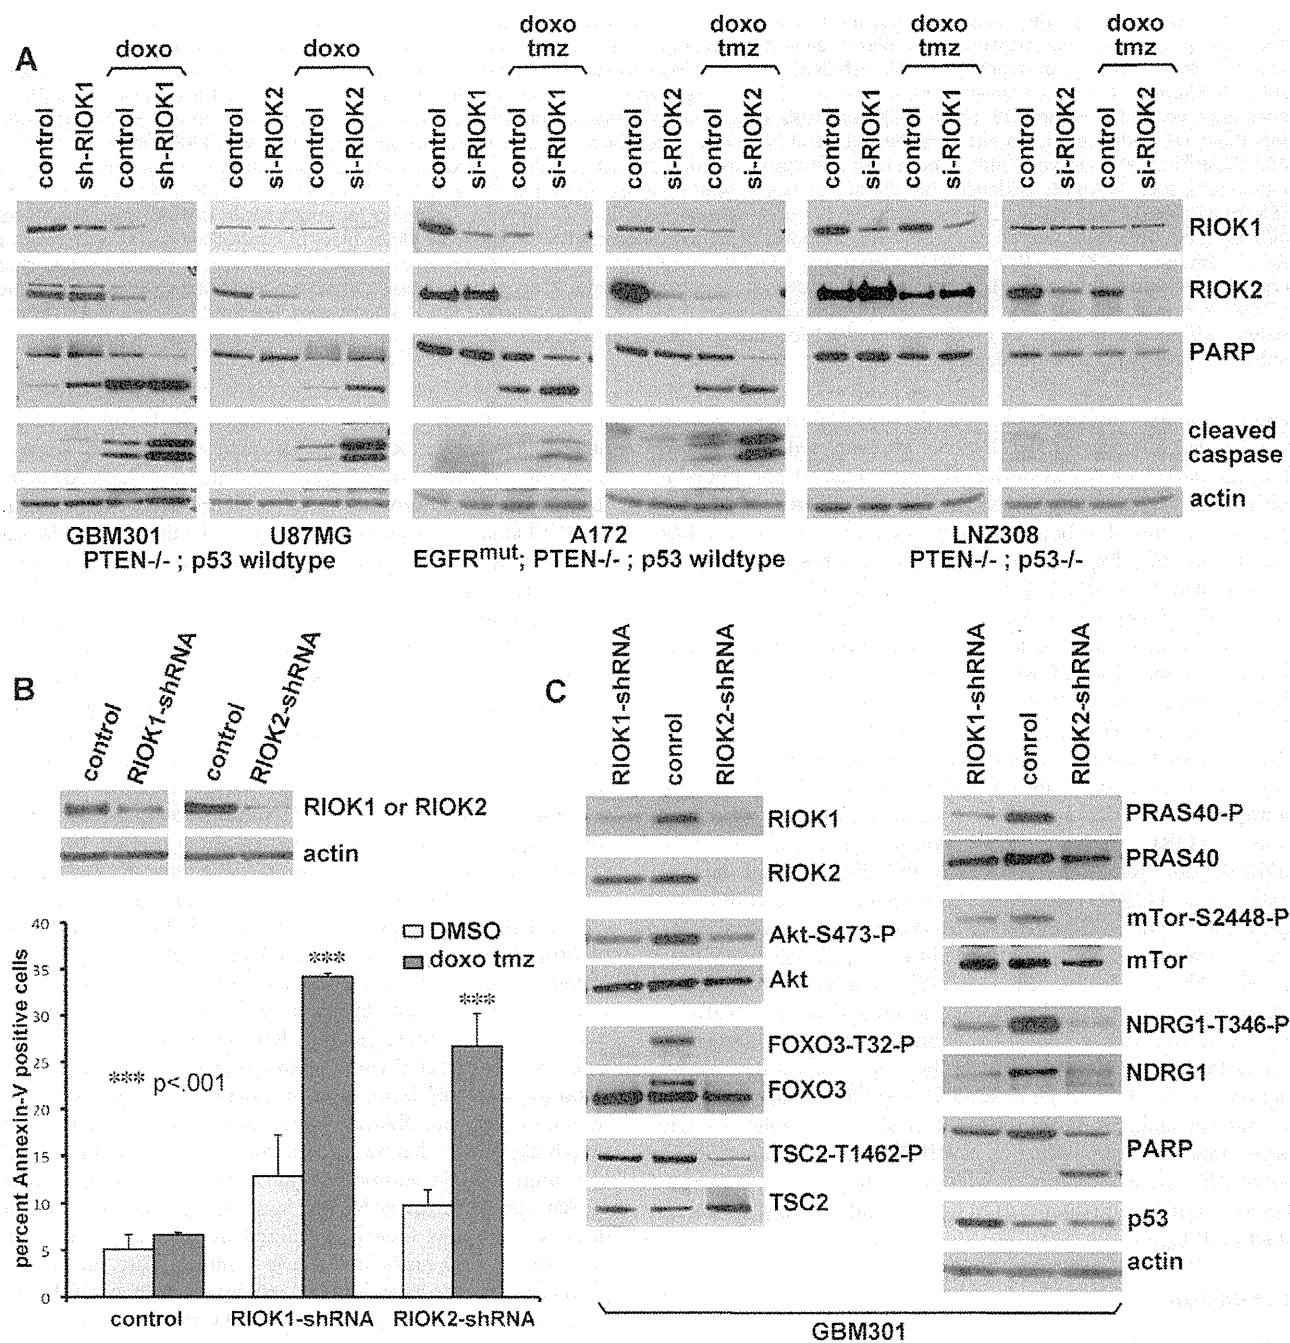 A
doxo
doxo
doxo
tmz
doxo
tmz
doxo
tmz
doxo
tmz
control
sh-RIOK1
control
sh-RIOK1
control
si-RIOK2
control
si-RIOK2
control
si-RIOK1
control
si-RIOK1
control
si-RIOK2
control
si-RIOK2
control
si-RIOK1
control
si-RIOK1
control
si-RIOK2
control
si-RIOK2
RIOK1
RIOK2
PARP
cleaved
caspase
actin
GBM301
U87MG
PTEN-/- ; p53 wildtype
A172
EGFRmut; PTEN-/- ; p53 wildtype
LNZ308
PTEN-/- ; p53-/-
B
control
RIOK1-shRNA
control
RIOK2-shRNA
RIOK1 or RIOK2
actin
percent Annexin-V positive cells
40
35
30
25
20
15
10
5
0
DMSO
doxo tmz
***
***
*** p<.001
control
RIOK1-shRNA
RIOK2-shRNA
C
RIOK1-shRNA
conrol
RIOK2-shRNA
RIOK1
RIOK2
Akt-S473-P
Akt
FOXO3-T32-P
FOXO3
TSC2-T1462-P
TSC2
RIOK1-shRNA
conrol
RIOK2-shRNA
PRAS40-P
PRAS40
mTor-S2448-P
mTor
NDRG1-T346-P
NDRG1
PARP
p53
actin
GBM301